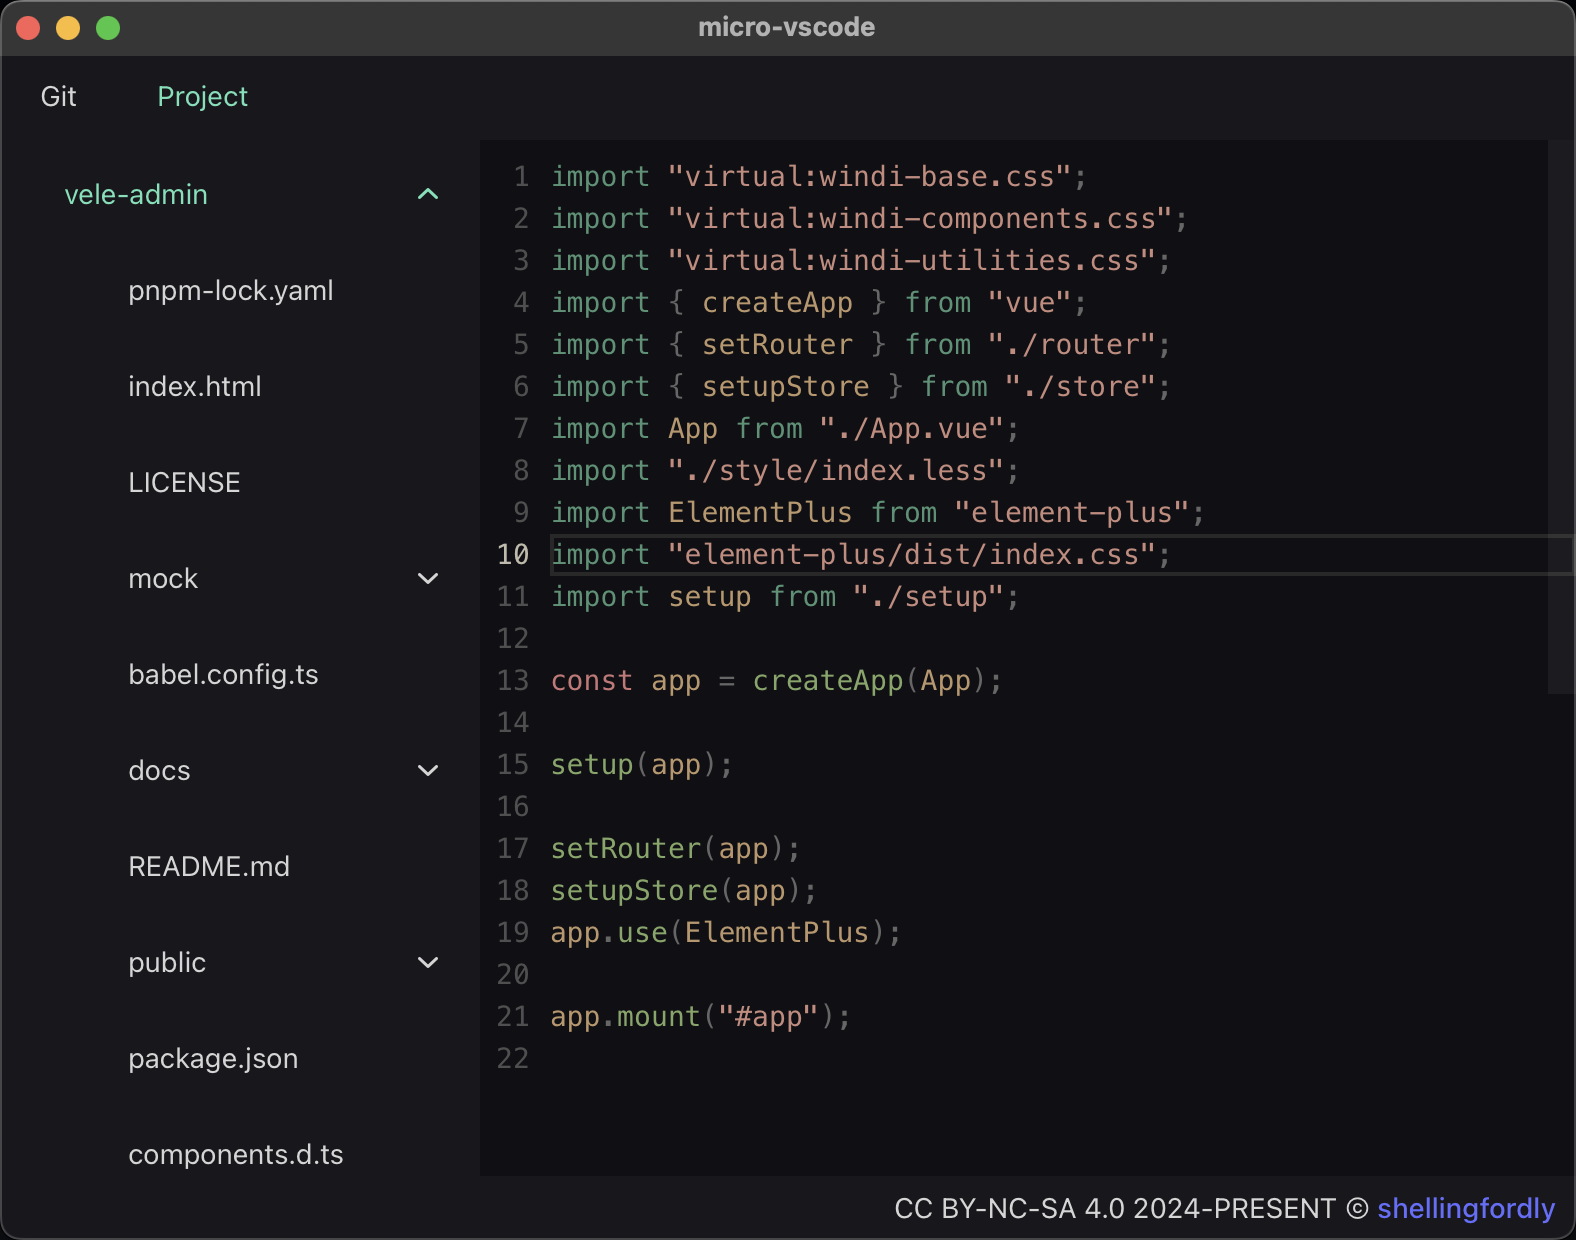 micro-vscode
Git Project
vele-admin
pnpm-lock.yaml
index.html
LICENSE
mock
babel.config.ts
docs
README.md
public
package.json
components.d.ts
1 import "virtual:windi-base.css";
2 import "virtual:windi-components.css";
3 import "virtual:windi-utilities.css";
4 import { createApp } from "vue";
5 import { setRouter } from "./router";
6 import { setupStore } from "./store";
7 import App from "./App.vue";
8 import "./style/index.less";
9 import ElementPlus from "element-plus";
10 import "element-plus/dist/index.css";
11 import setup from "./setup";
12
13 const app = createApp(App);
14
15 setup(app);
16
17 setRouter(app);
18 setupStore(app);
19 app.use(ElementPlus);
20
21 app.mount("#app");
22
CC BY-NC-SA 4.0 2024-PRESENT © shellingfordly